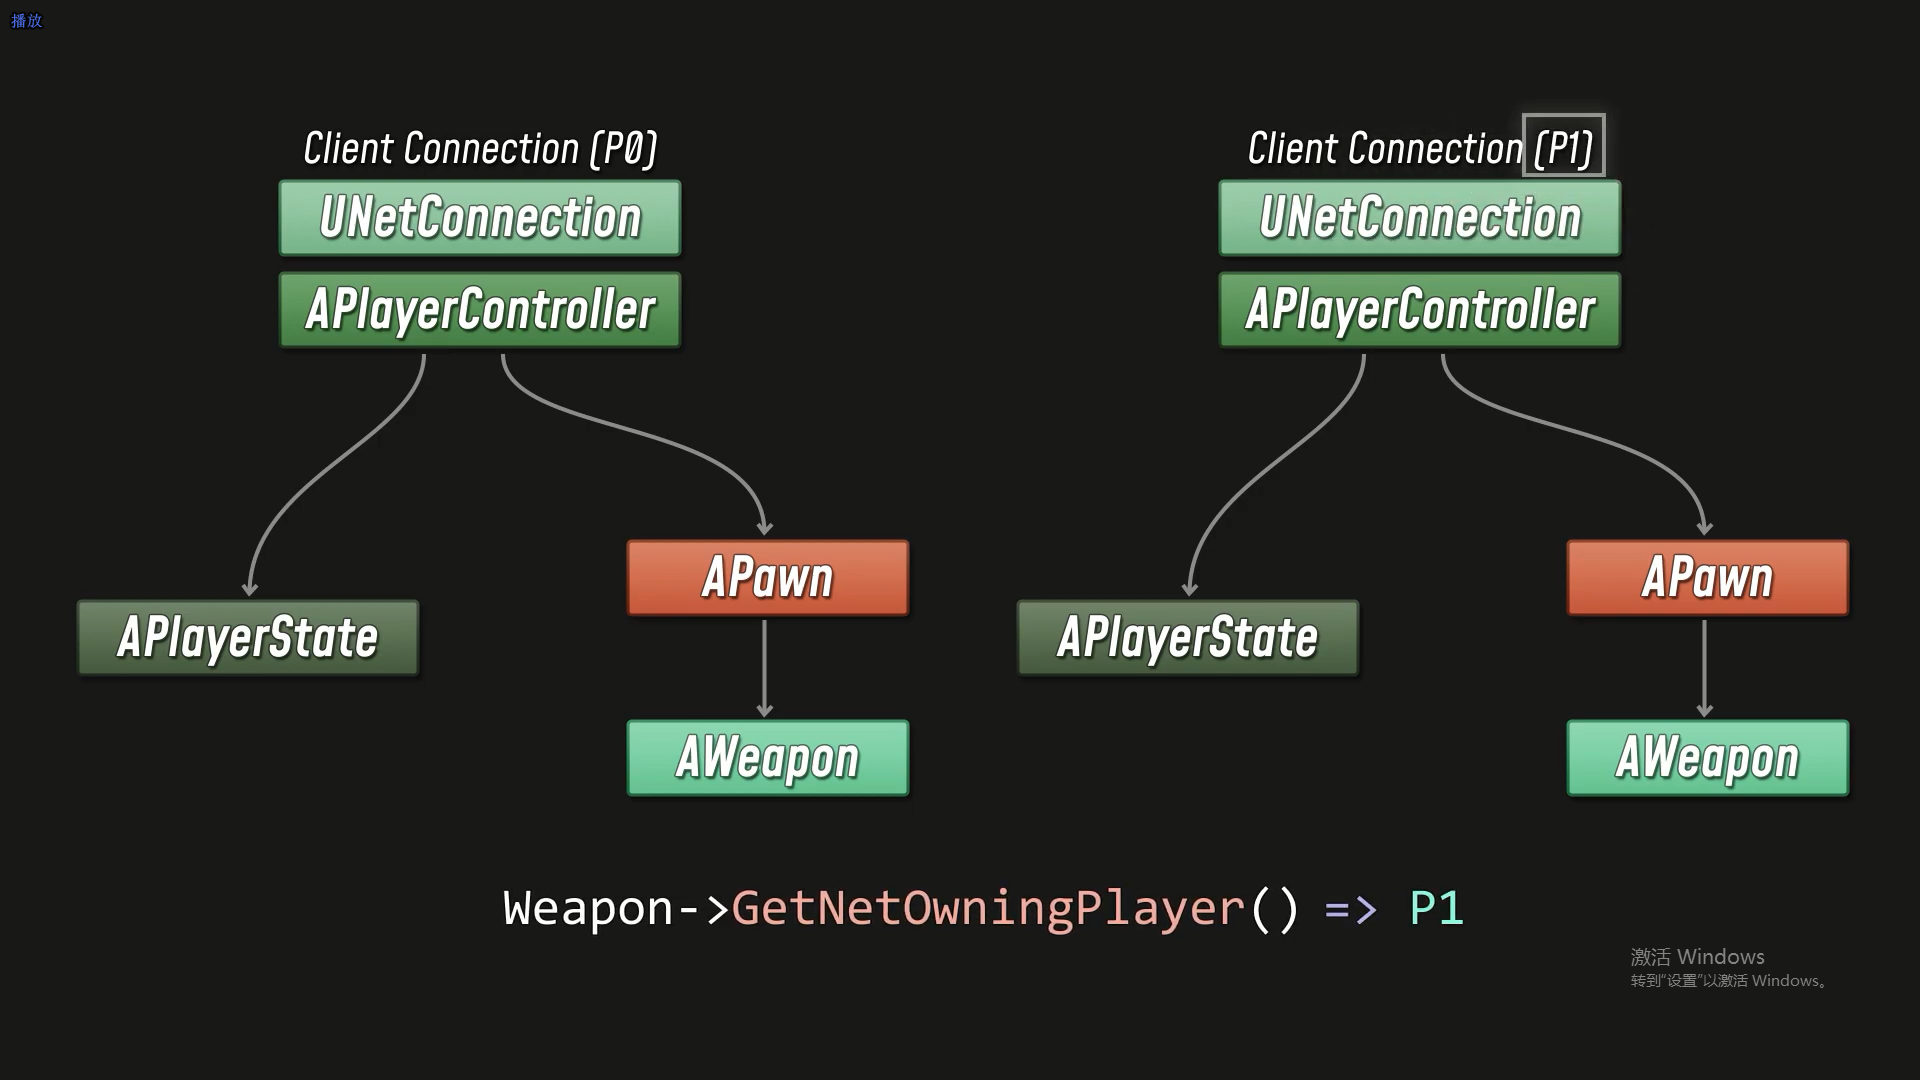 播放
Client Connection (P0)
UNetConnection
APlayerController
APlayerState
APawn
AWeapon
Client Connection (P1)
UNetConnection
APlayerController
APlayerState
APawn
AWeapon
Weapon->GetNetOwningPlayer() => P1
激活 Windows
转到“设置”以激活 Windows。